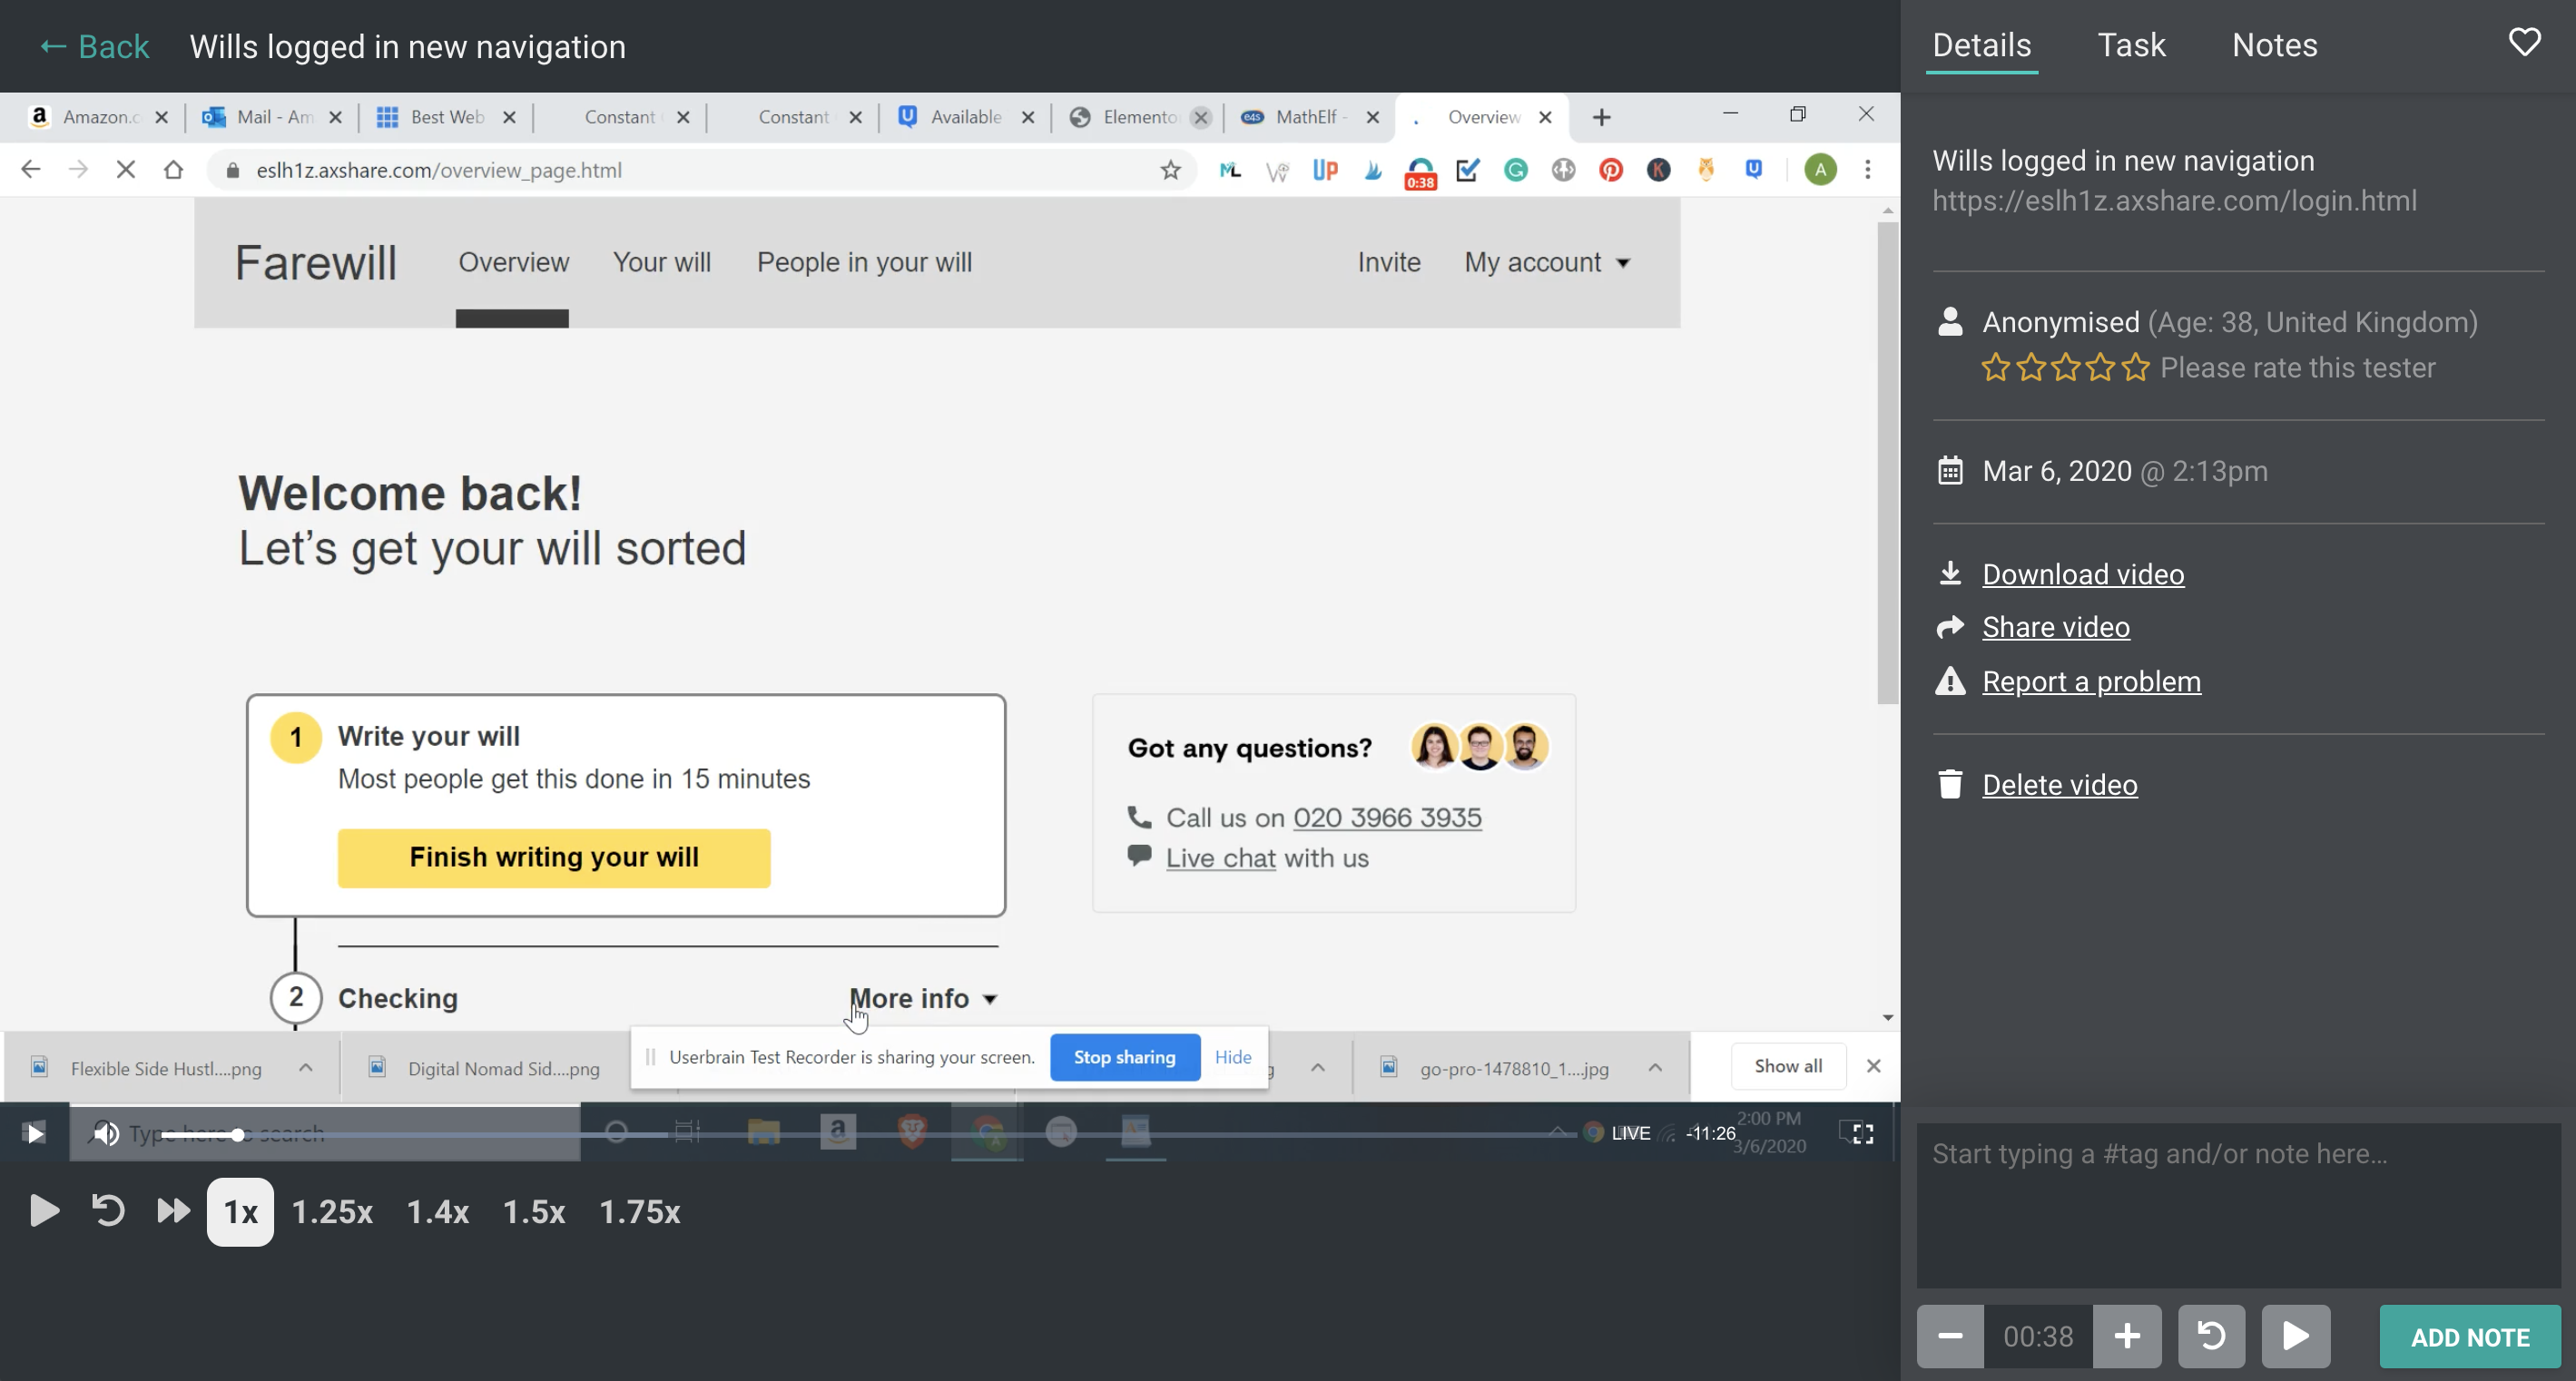 ← Back Wills logged in new navigation
Details Task Notes
Amazon.c Mail - Am Best Web Constant Constant Available Elemento MathElf - Overview
eslh1z.axshare.com/overview_page.html
0:38
A
Farewill Overview Your will People in your will Invite My account
Welcome back!
Let's get your will sorted
1 Write your will
Most people get this done in 15 minutes
Finish writing your will
Got any questions?
Call us on 020 3966 3935
Live chat with us
2 Checking More info
Userbrain Test Recorder is sharing your screen. Stop sharing Hide
Flexible Side Hustl....png Digital Nomad Sid....png go-pro-1478810_1....jpg Show all
Type here to search
LIVE -11:26
2:00 PM
3/6/2020
1x 1.25x 1.4x 1.5x 1.75x
Wills logged in new navigation
https://eslh1z.axshare.com/login.html
Anonymised (Age: 38, United Kingdom)
Please rate this tester
Mar 6, 2020 @ 2:13pm
Download video
Share video
Report a problem
Delete video
Start typing a #tag and/or note here...
00:38 ADD NOTE